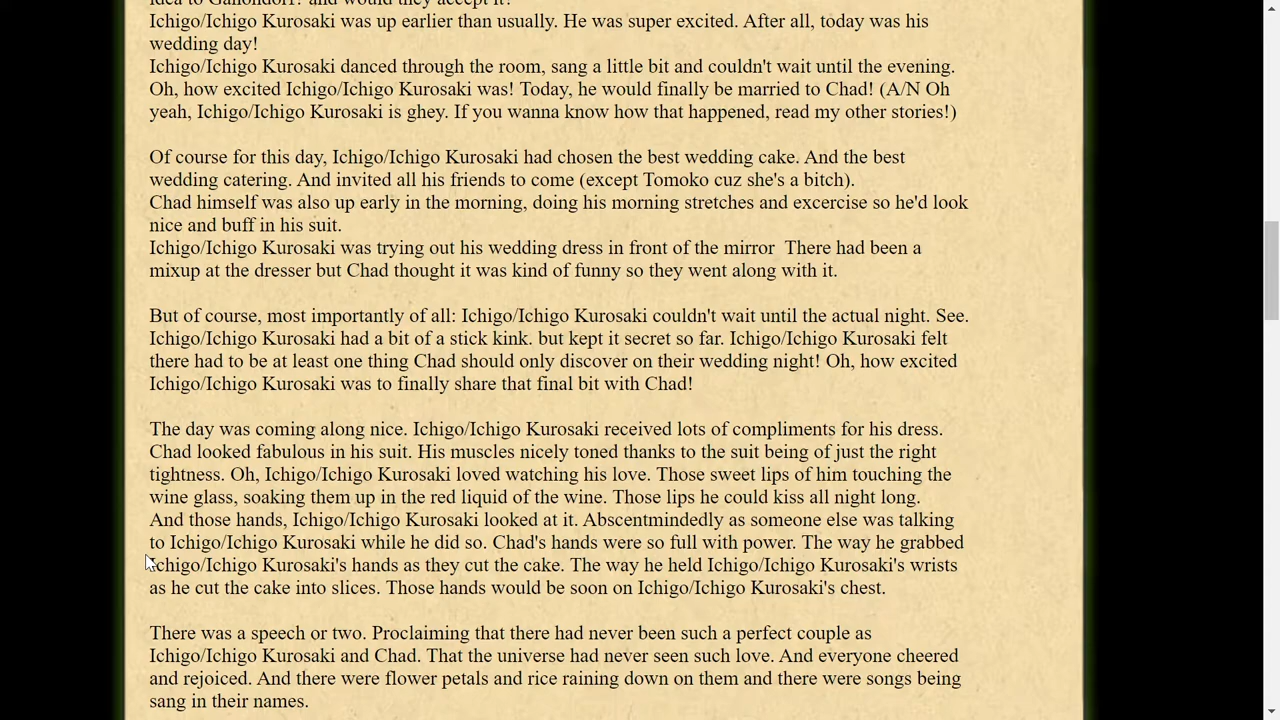 idea to Ganondorf? and would they accept it?
Ichigo/Ichigo Kurosaki was up earlier than usually. He was super excited. After all, today was his
wedding day!
Ichigo/Ichigo Kurosaki danced through the room, sang a little bit and couldn't wait until the evening.
Oh, how excited Ichigo/Ichigo Kurosaki was! Today, he would finally be married to Chad! (A/N Oh
yeah, Ichigo/Ichigo Kurosaki is ghey. If you wanna know how that happened, read my other stories!)
Of course for this day, Ichigo/Ichigo Kurosaki had chosen the best wedding cake. And the best
wedding catering. And invited all his friends to come (except Tomoko cuz she's a bitch).
Chad himself was also up early in the morning, doing his morning stretches and excercise so he'd look
nice and buff in his suit.
Ichigo/Ichigo Kurosaki was trying out his wedding dress in front of the mirror  There had been a
mixup at the dresser but Chad thought it was kind of funny so they went along with it.
But of course, most importantly of all: Ichigo/Ichigo Kurosaki couldn't wait until the actual night. See.
Ichigo/Ichigo Kurosaki had a bit of a stick kink. but kept it secret so far. Ichigo/Ichigo Kurosaki felt
there had to be at least one thing Chad should only discover on their wedding night! Oh, how excited
Ichigo/Ichigo Kurosaki was to finally share that final bit with Chad!
The day was coming along nice. Ichigo/Ichigo Kurosaki received lots of compliments for his dress.
Chad looked fabulous in his suit. His muscles nicely toned thanks to the suit being of just the right
tightness. Oh, Ichigo/Ichigo Kurosaki loved watching his love. Those sweet lips of him touching the
wine glass, soaking them up in the red liquid of the wine. Those lips he could kiss all night long.
And those hands, Ichigo/Ichigo Kurosaki looked at it. Abscentmindedly as someone else was talking
to Ichigo/Ichigo Kurosaki while he did so. Chad's hands were so full with power. The way he grabbed
Ichigo/Ichigo Kurosaki's hands as they cut the cake. The way he held Ichigo/Ichigo Kurosaki's wrists
as he cut the cake into slices. Those hands would be soon on Ichigo/Ichigo Kurosaki's chest.
There was a speech or two. Proclaiming that there had never been such a perfect couple as
Ichigo/Ichigo Kurosaki and Chad. That the universe had never seen such love. And everyone cheered
and rejoiced. And there were flower petals and rice raining down on them and there were songs being
sang in their names.